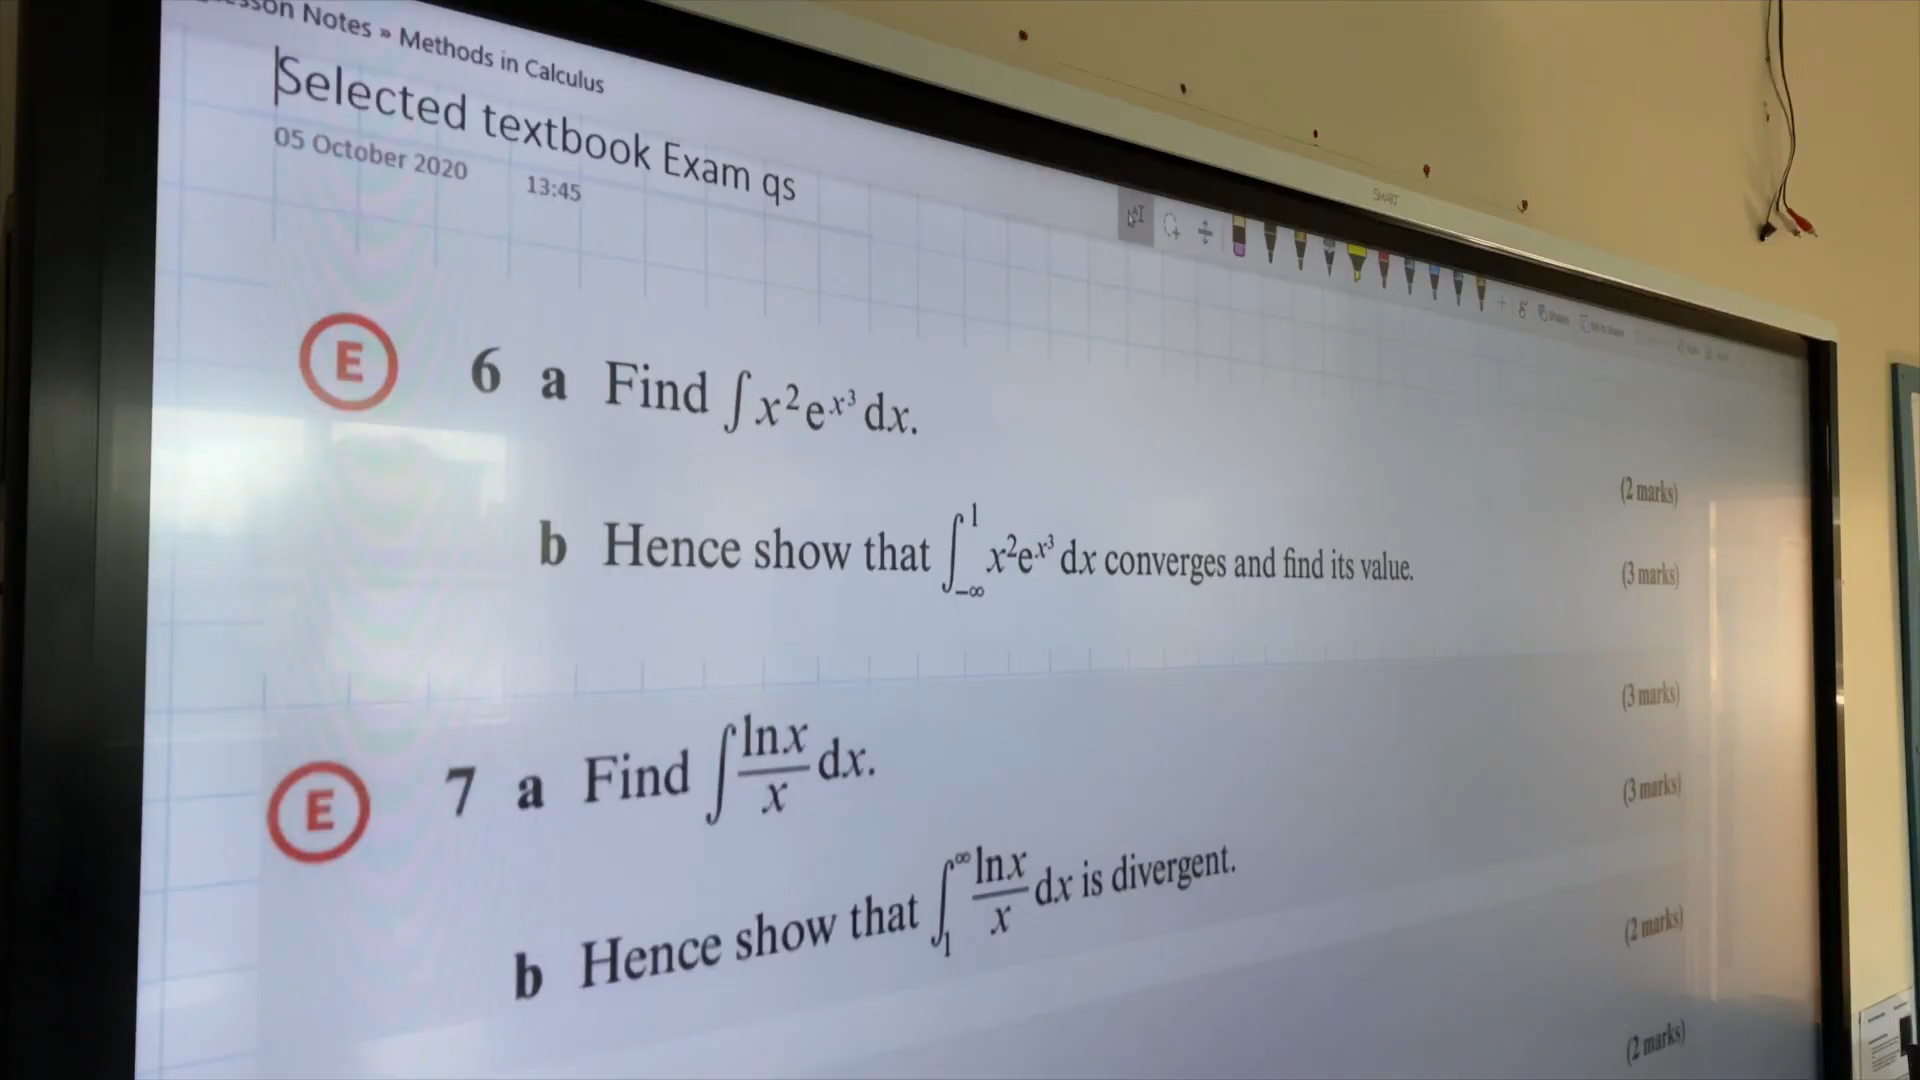 Notes » Methods in Calculus
Selected textbook Exam qs
05 October 2020 13:45
SMART
E 6 a Find ∫x²e^{x³} dx.
(2 marks)
b Hence show that ∫_{-∞}^{1} x²e^{x³} dx converges and find its value.
(3 marks)
(3 marks)
E 7 a Find ∫ ln x / x dx.
(3 marks)
b Hence show that ∫_{1}^{∞} ln x / x dx is divergent.
(2 marks)
(2 marks)